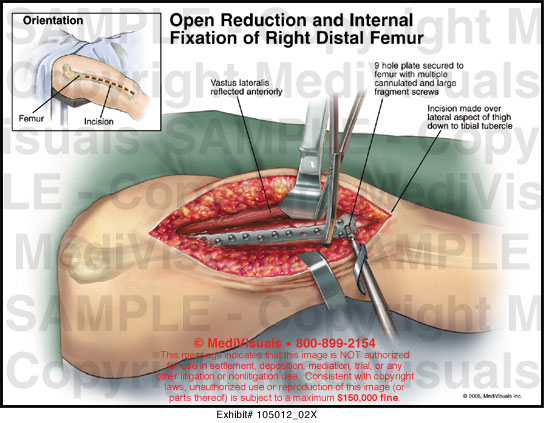 Orientation
Femur
Incision
Open Reduction and Internal
Fixation of Right Distal Femur
Vastus lateralis
reflected anteriorly
9 hole plate secured to
femur with multiple
cannulated and large
fragment screws
Incision made over
lateral aspect of thigh
down to tibial tubercle
SAMPLE - Copyright MediVisuals
© MediVisuals • 800-899-2154
This message indicates that this image is NOT authorized
for use in settlement, deposition, mediation, trial, or any
other litigation or nonlitigation use. Consistent with copyright
laws, unauthorized use or reproduction of this image (or
parts thereof) is subject to a maximum $150,000 fine.
© 2005, MediVisuals Inc.
Exhibit# 105012_02X